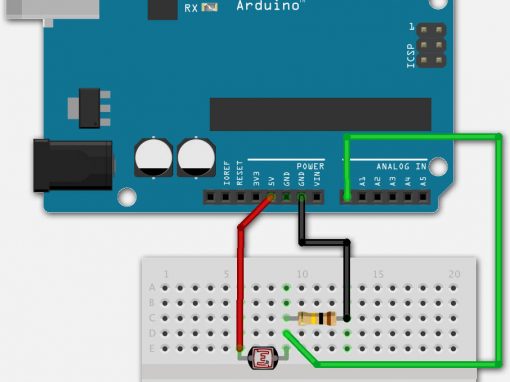 RX Arduino™
1
ICSP
IOREF
RESET
3V3
5V
GND
GND
VIN
POWER
ANALOG IN
A1
A2
A3
A4
A5
1 5 10 15 20
A
B
C
D
E